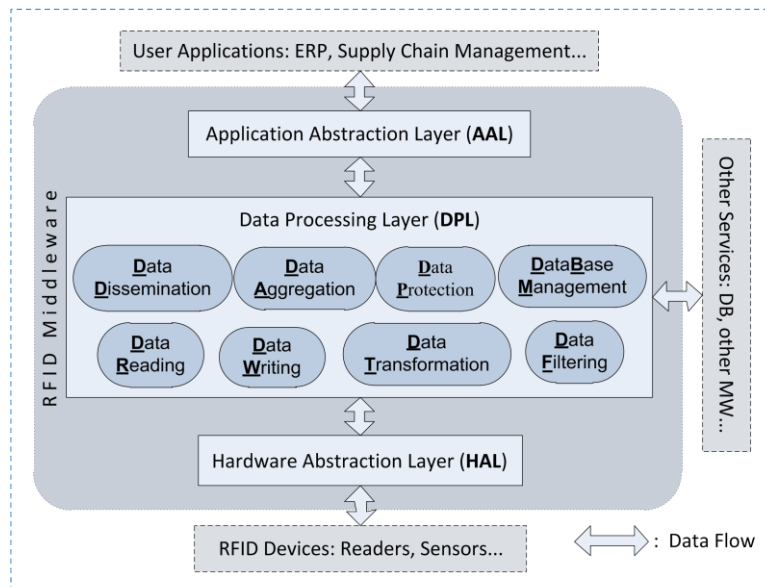 User Applications: ERP, Supply Chain Management...
Application Abstraction Layer (AAL)
RFID Middleware
Data Processing Layer (DPL)
Data
Dissemination
Data
Aggregation
Data
Protection
DataBase
Management
Data
Reading
Data
Writing
Data
Transformation
Data
Filtering
Other Services: DB, other MW...
Hardware Abstraction Layer (HAL)
RFID Devices: Readers, Sensors...
: Data Flow